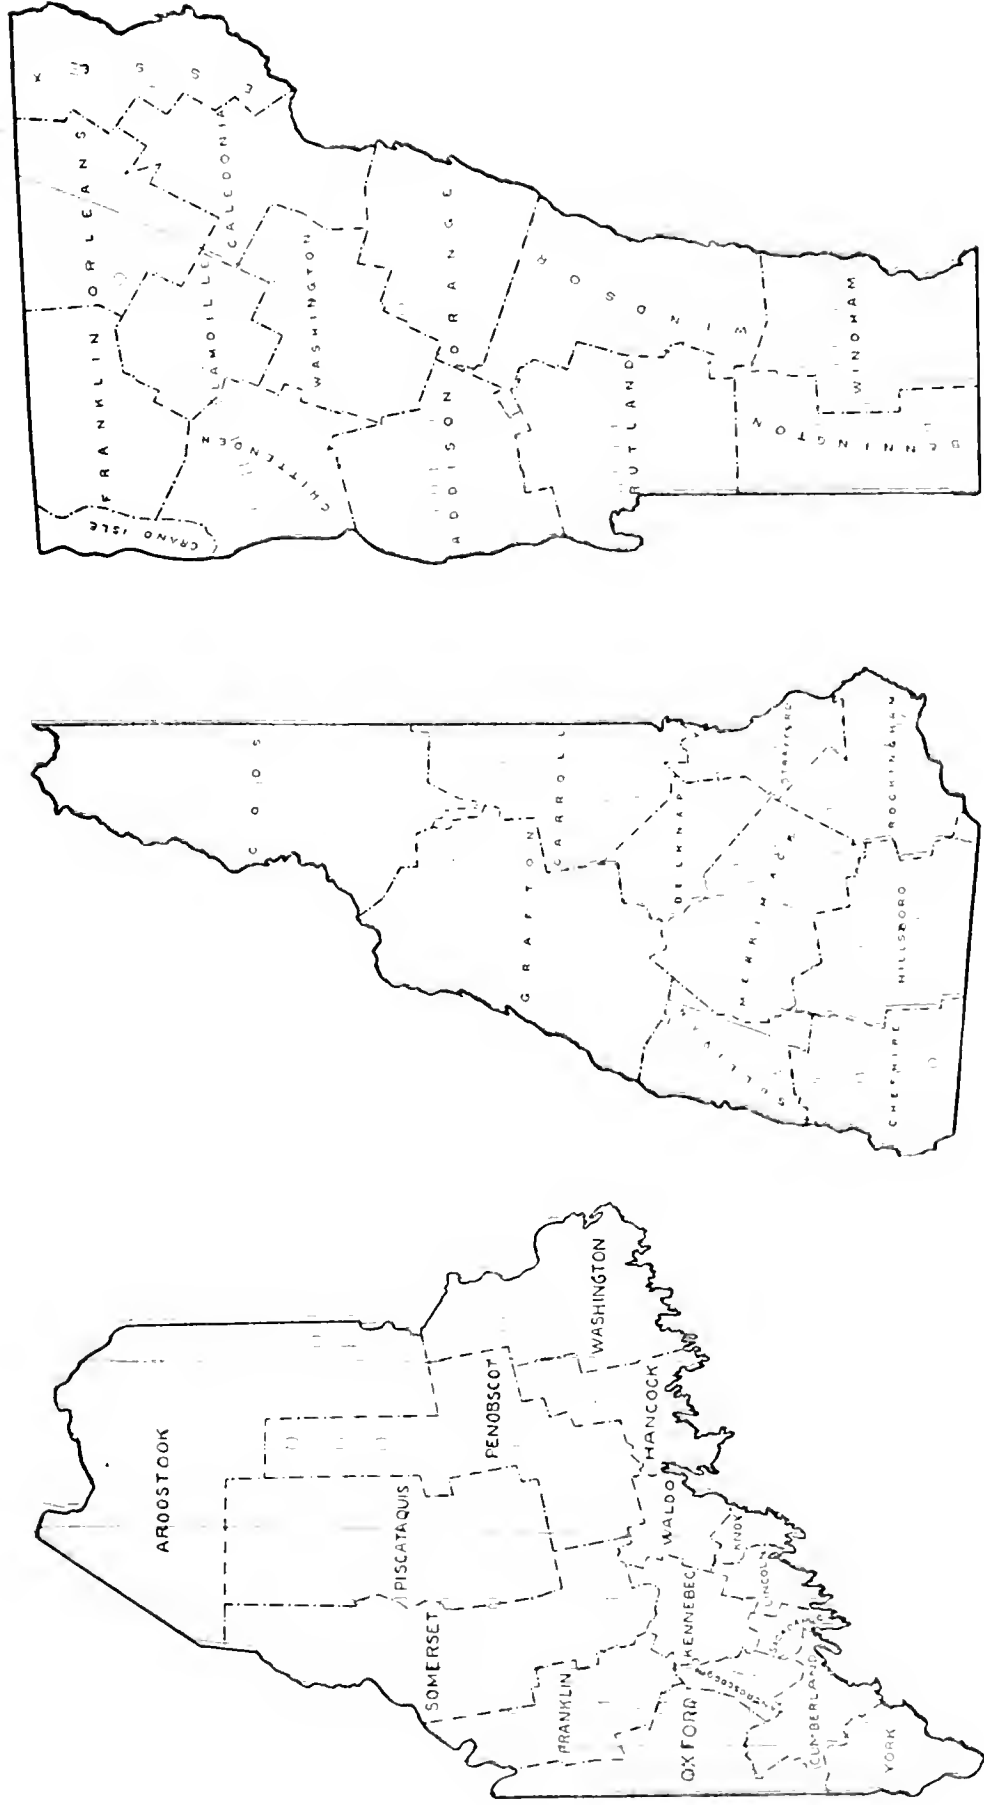 ESSEX
ORLEANS
CALEDONIA
FRANKLIN
LAMOILLE
WASHINGTON
GRAND ISLE
CHITTENDEN
ORANGE
ADDISON
WINDSOR
RUTLAND
WINDHAM
BENNINGTON
COOS
CARROLL
GRAFTON
BELKNAP
STRAFFORD
MERRIMACK
ROCKINGHAM
HILLSBORO
CHESHIRE
AROOSTOOK
WASHINGTON
PENOBSCOT
HANCOCK
PISCATAQUIS
WALDO
KNOX
SOMERSET
KENNEBEC
LINCOLN
FRANKLIN
OXFORD
CUMBERLAND
YORK